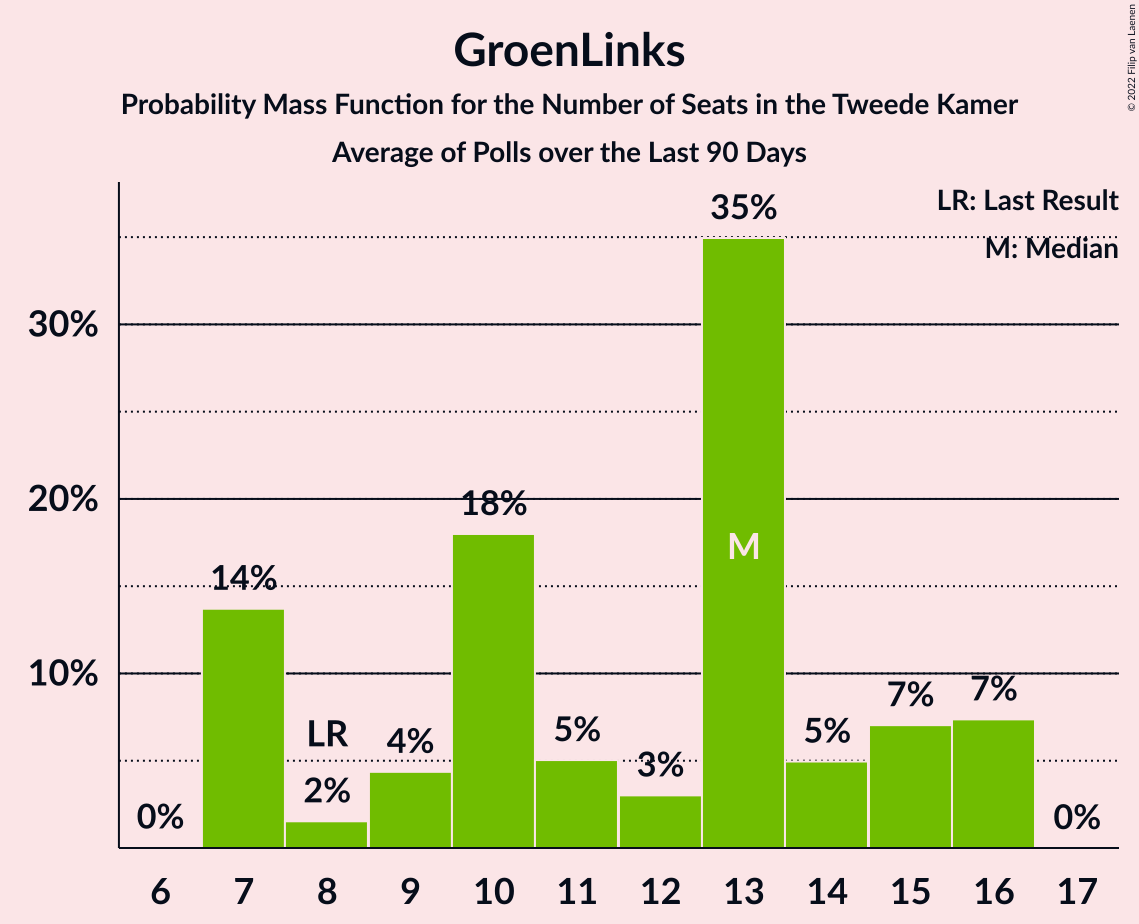 GroenLinks
Probability Mass Function for the Number of Seats in the Tweede Kamer
Average of Polls over the Last 90 Days
© 2022 Filip van Laenen
LR: Last Result
M: Median
35%
30%
20%
18%
M
14%
10%
7%
7%
LR
4%
5%
5%
3%
2%
0%
0%
6 7 8 9 10 11 12 13 14 15 16 17